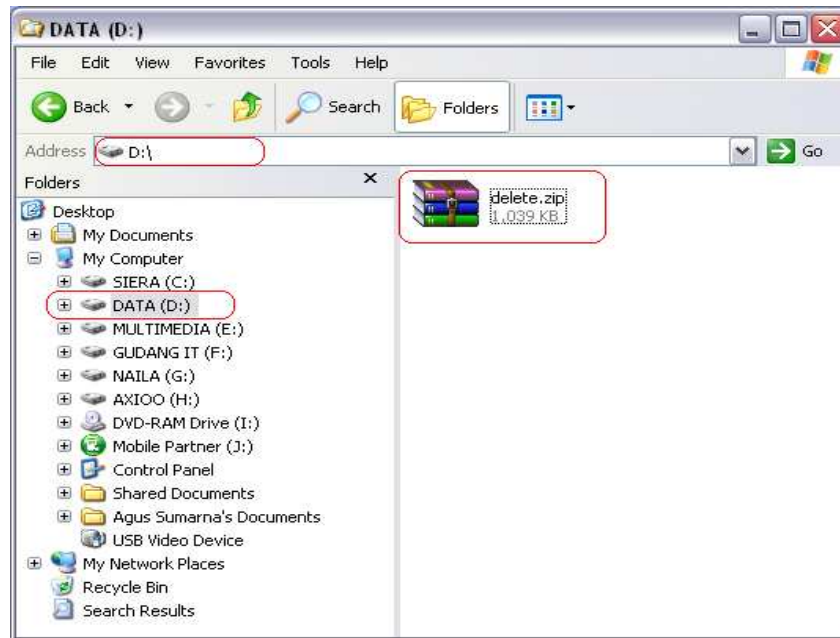 DATA (D:)
File Edit View Favorites Tools Help
Back Search Folders
Address D:\ Go
Folders
delete.zip
1,039 KB
Desktop
My Documents
My Computer
SIERA (C:)
DATA (D:)
MULTIMEDIA (E:)
GUDANG IT (F:)
NAILA (G:)
AXIOO (H:)
DVD-RAM Drive (I:)
Mobile Partner (J:)
Control Panel
Shared Documents
Agus Sumarna's Documents
USB Video Device
My Network Places
Recycle Bin
Search Results